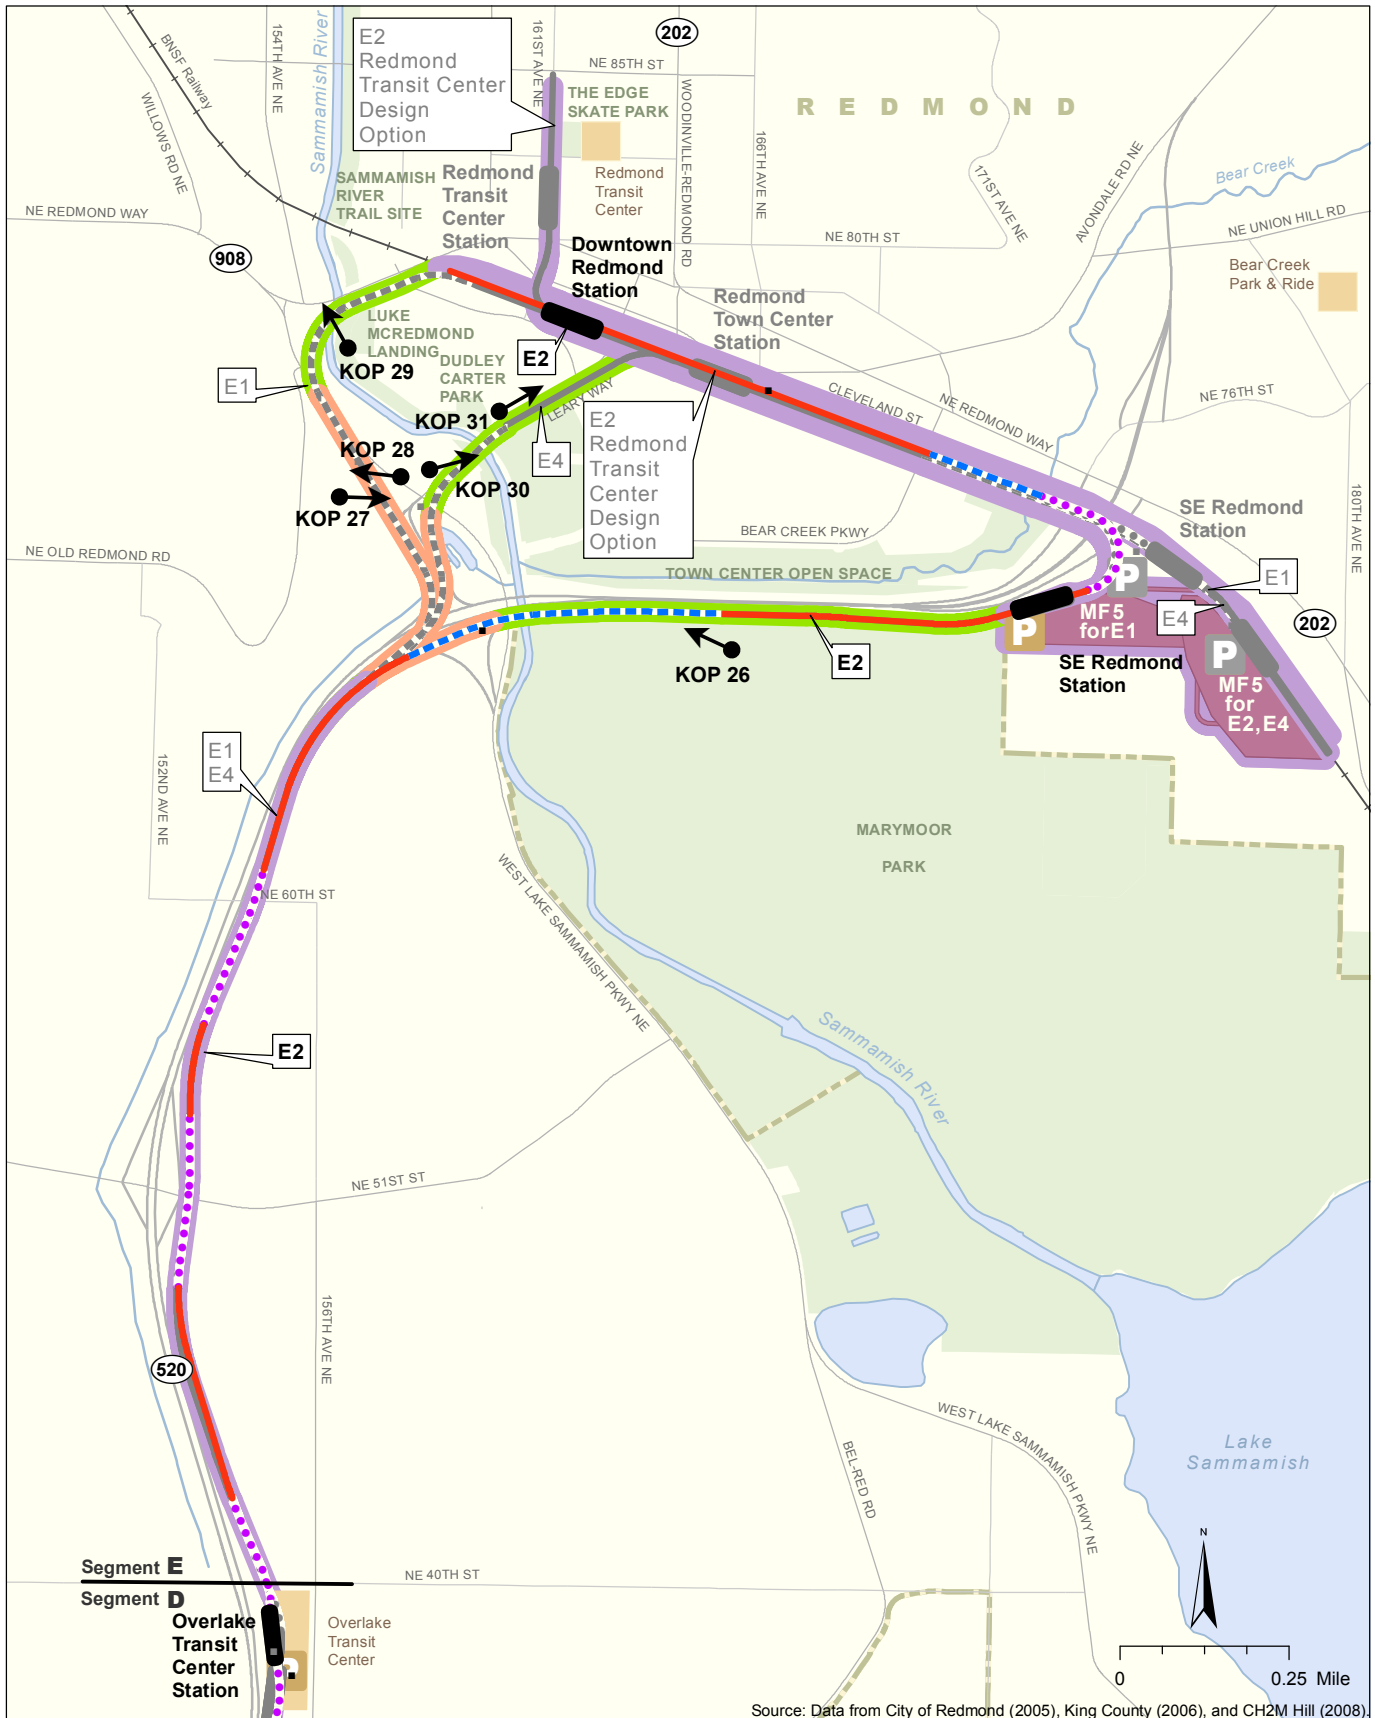 E2
Redmond
Transit Center
Design
Option
202
161ST AVE NE
154TH AVE NE
BNSF Railway
WILLOWS RD NE
Sammamish River
NE 85TH ST
THE EDGE
SKATE PARK
WOODINVILLE-REDMOND RD
REDMOND
166TH AVE NE
171ST AVE NE
AVONDALE RD NE
Bear Creek
NE UNION HILL RD
SAMMAMISH
RIVER
TRAIL SITE
Redmond
Transit
Center
Station
Redmond
Transit
Center
NE REDMOND WAY
908
NE 80TH ST
Downtown
Redmond
Station
Bear Creek
Park & Ride
Redmond
Town Center
Station
LUKE
MCREDMOND
LANDING
KOP 29
E1
DUDLEY
CARTER
PARK
E2
KOP 31
LEARY WAY
E4
CLEVELAND ST
NE REDMOND WAY
NE 76TH ST
180TH AVE NE
E2
Redmond
Transit
Center
Design
Option
KOP 28
KOP 30
KOP 27
BEAR CREEK PKWY
SE Redmond
Station
NE OLD REDMOND RD
TOWN CENTER OPEN SPACE
P
E1
E4
202
MF5
for E1
P
P
KOP 26
E2
SE Redmond
Station
MF5
for
E2, E4
E1
E4
152ND AVE NE
NE 60TH ST
MARYMOOR
PARK
WEST LAKE SAMMAMISH PKWY NE
E2
Sammamish River
NE 51ST ST
156TH AVE NE
520
WEST LAKE SAMMAMISH PKWY NE
BEL-RED RD
Lake
Sammamish
N
Segment E
Segment D
NE 40TH ST
Overlake
Transit
Center
Station
Overlake
Transit
Center
P
0 0.25 Mile
Source: Data from City of Redmond (2005), King County (2006), and CH2M Hill (2008).